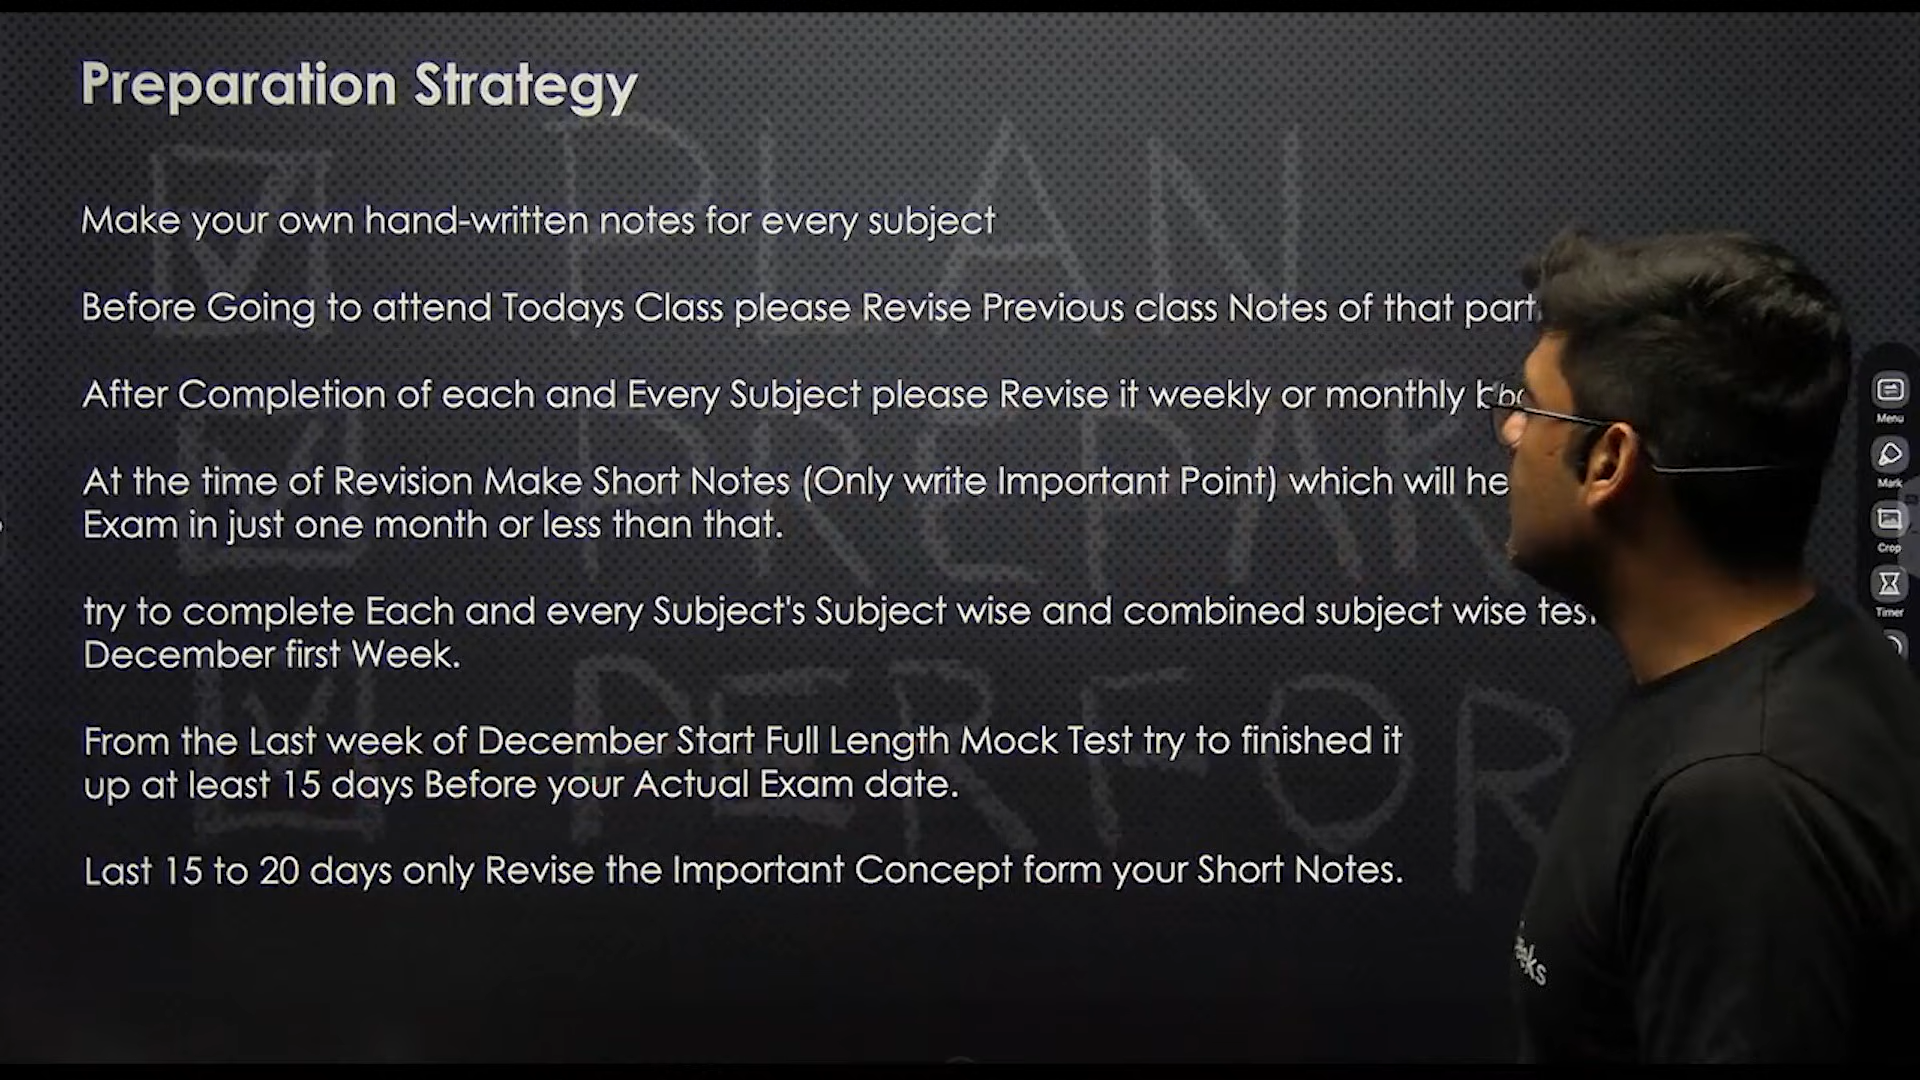 Preparation Strategy
PLAN
Make your own hand-written notes for every subject
Before Going to attend Todays Class please Revise Previous class Notes of that
After Completion of each and Every Subject please Revise it weekly or monthly
At the time of Revision Make Short Notes (Only write Important Point) which will
Exam in just one month or less than that.
try to complete Each and every Subject's Subject wise and combined subject wise
December first Week.
From the Last week of December Start Full Length Mock Test try to finished it
up at least 15 days Before your Actual Exam date.
Last 15 to 20 days only Revise the Important Concept form your Short Notes.
Menu
Mark
Crop
Timer